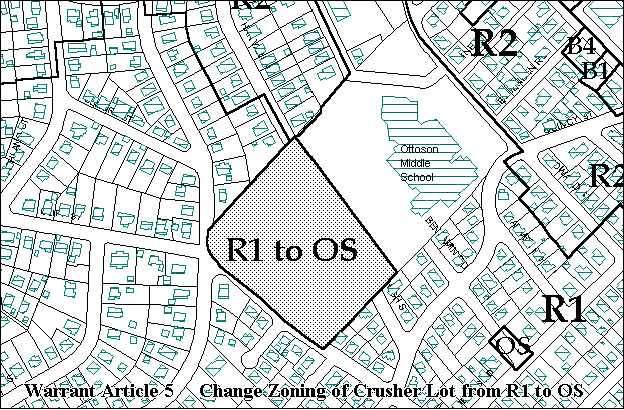 R2
R2
B4
B1
Ottoson
Middle
School
R2
R1 to OS
R1
OS
Warrant Article 5 Change Zoning of Crusher Lot from R1 to OS